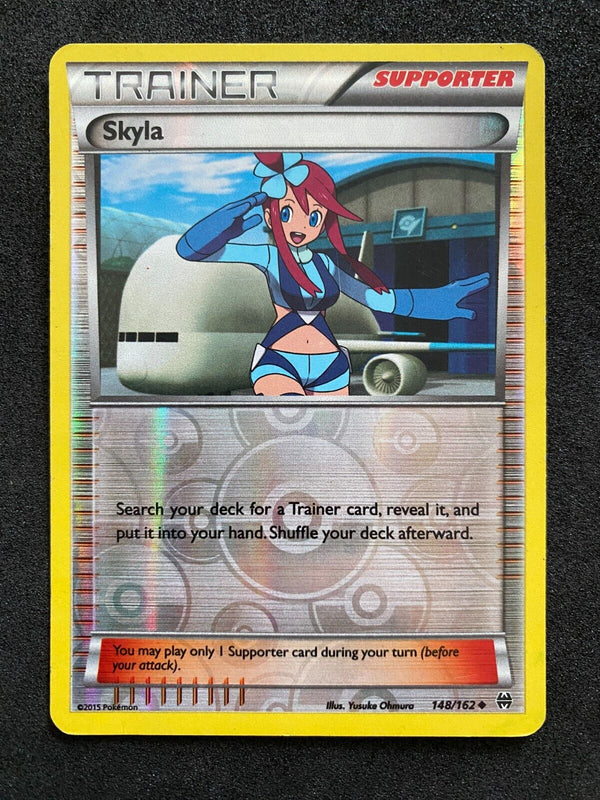 TRAINER SUPPORTER
Skyla
Search your deck for a Trainer card, reveal it, and
put it into your hand. Shuffle your deck afterward.
You may play only 1 Supporter card during your turn (before
your attack).
©2015 Pokémon Illus. Yusuke Ohmura 148/162 ◆